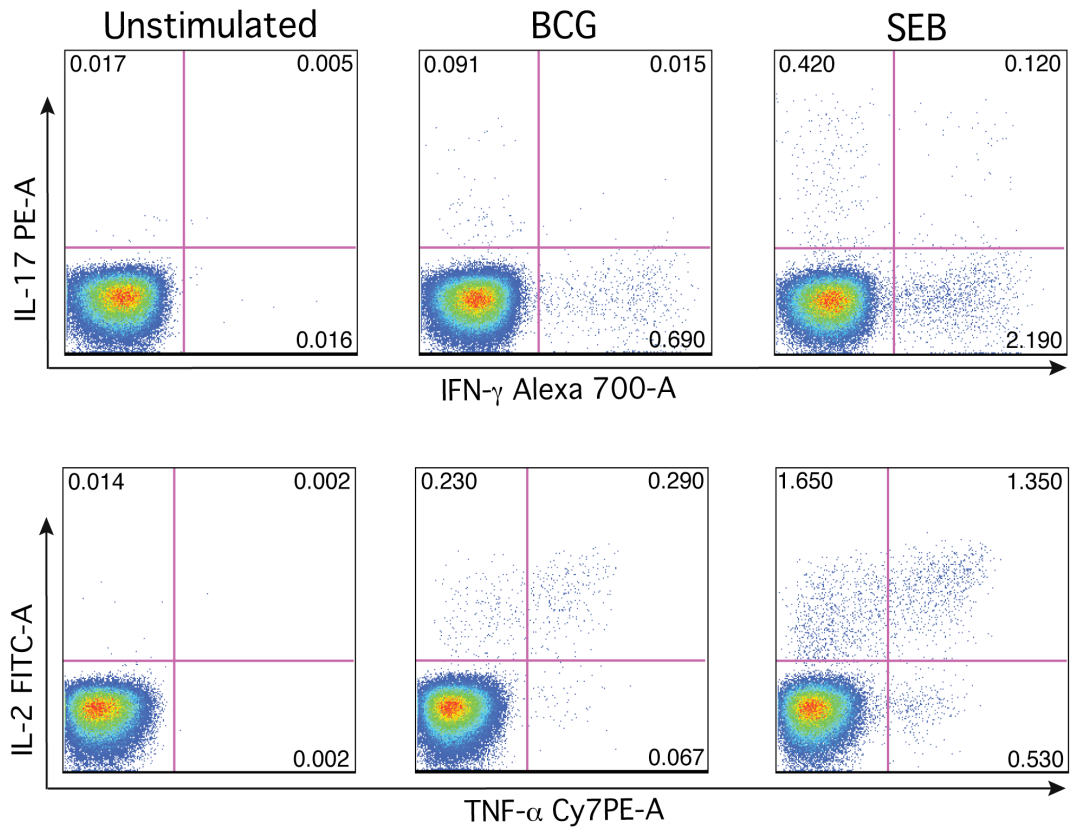 Unstimulated BCG SEB
0.017 0.005 0.091 0.015 0.420 0.120
IL-17 PE-A
0.016 0.690 2.190
IFN-γ Alexa 700-A
0.014 0.002 0.230 0.290 1.650 1.350
IL-2 FITC-A
0.002 0.067 0.530
TNF-α Cy7PE-A